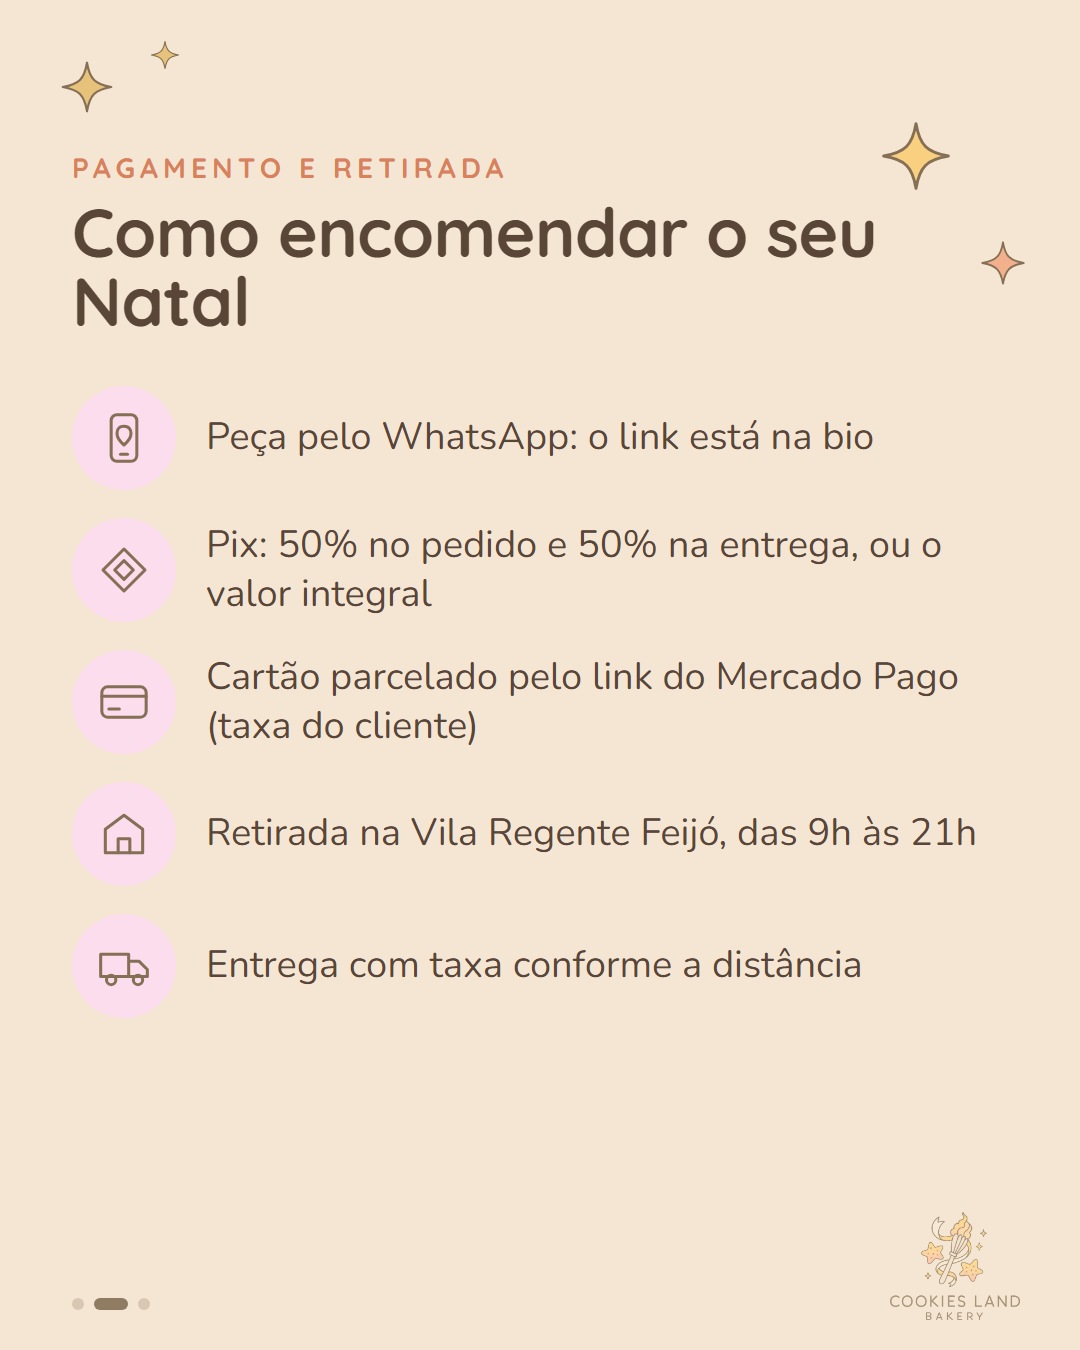 PAGAMENTO E RETIRADA
Como encomendar o seu
Natal
Peça pelo WhatsApp: o link está na bio
Pix: 50% no pedido e 50% na entrega, ou o
valor integral
Cartão parcelado pelo link do Mercado Pago
(taxa do cliente)
Retirada na Vila Regente Feijó, das 9h às 21h
Entrega com taxa conforme a distância
COOKIES LAND
BAKERY